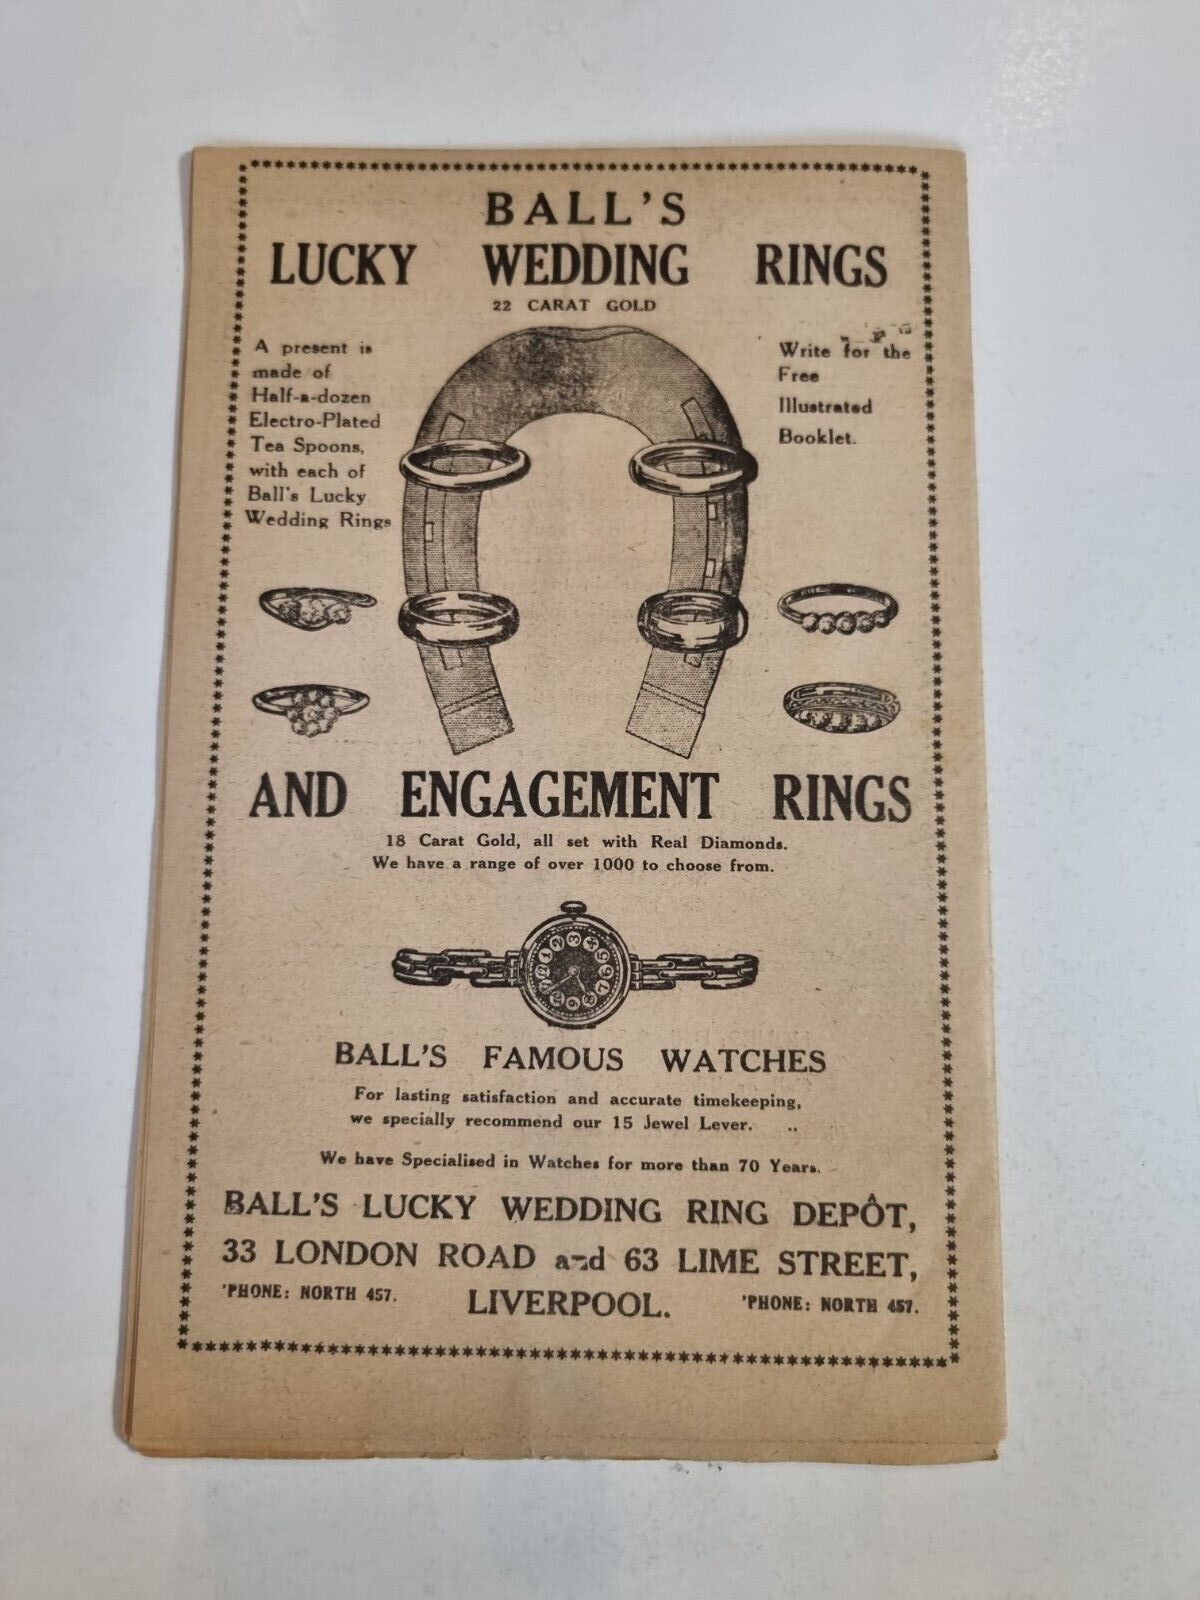 BALL'S
LUCKY WEDDING RINGS
22 CARAT GOLD
A present is
made of
Half-a-dozen
Electro-Plated
Tea Spoons,
with each of
Ball's Lucky
Wedding Rings
Write for the
Free
Illustrated
Booklet.
AND ENGAGEMENT RINGS
18 Carat Gold, all set with Real Diamonds.
We have a range of over 1000 to choose from.
BALL'S FAMOUS WATCHES
For lasting satisfaction and accurate timekeeping,
we specially recommend our 15 Jewel Lever. ..
We have Specialised in Watches for more than 70 Years.
BALL'S LUCKY WEDDING RING DEPÔT,
33 LONDON ROAD and 63 LIME STREET,
'PHONE: NORTH 457. LIVERPOOL. 'PHONE: NORTH 457.